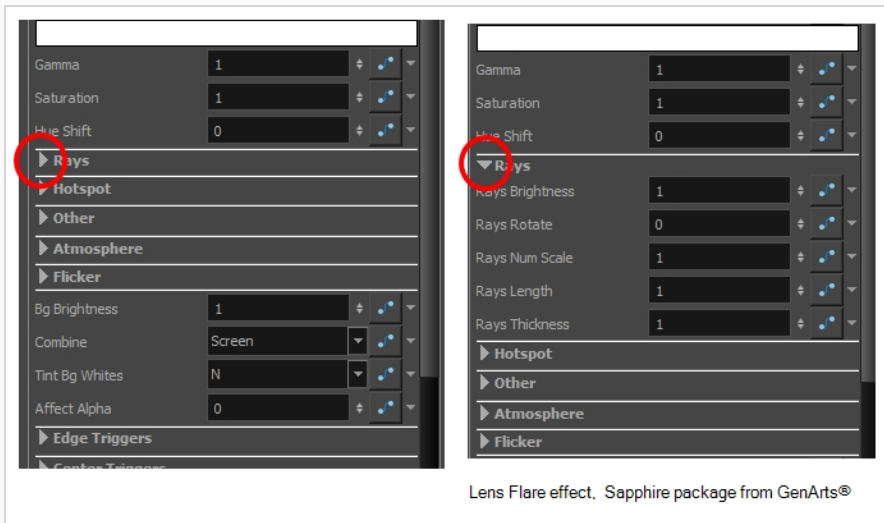 Gamma 1
Saturation 1
Hue Shift 0
Rays
Hotspot
Other
Atmosphere
Flicker
Bg Brightness 1
Combine Screen
Tint Bg Whites N
Affect Alpha 0
Edge Triggers
Center Triggers
Gamma 1
Saturation 1
Hue Shift 0
Rays
Rays Brightness 1
Rays Rotate 0
Rays Num Scale 1
Rays Length 1
Rays Thickness 1
Hotspot
Other
Atmosphere
Flicker
Lens Flare effect, Sapphire package from GenArts®